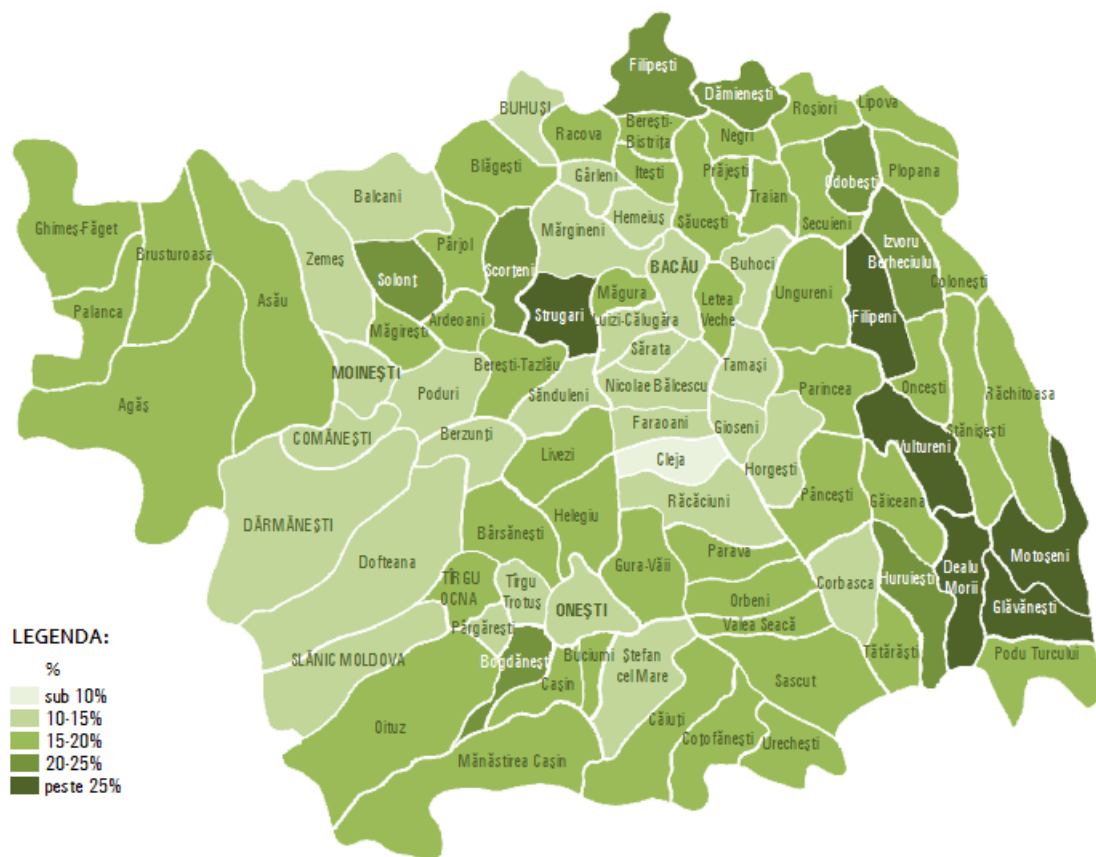 Filipești
Dămienești
BUHUȘI
Roșiori
Lipova
Racova
Berești-
Bistrița
Negri
Blăgești
Gârleni
Itești
Prăjești
Traian
Odobești
Plopana
Balcani
Hemeiuș
Săucești
Secuieni
Ghimeș-Făget
Brusturoasa
Zemeș
Pârjol
Mărgineni
Izvoru
Berheciului
Asău
Solonț
Scorțeni
BACĂU
Buhoci
Ungureni
Colonești
Palanca
Strugari
Măgura
Letea
Veche
Filipeni
Măgirești
Ardeoani
Luizi-Călugăra
Sărata
MOINEȘTI
Berești-Tazlău
Tamași
Agăș
Poduri
Sănduleni
Nicolae Bălcescu
Parincea
Oncești
Răchitoasa
COMĂNEȘTI
Berzunți
Faraoani
Gioseni
Stănișești
Livezi
Cleja
Horgești
Vultureni
DĂRMĂNEȘTI
Răcăciuni
Pâncești
Găiceana
Bârsănești
Helegiu
Dofteana
Gura-Văii
Parava
Motoșeni
TÎRGU
OCNA
Tîrgu
Trotuș
Corbasca
Huruiești
Dealu
Morii
ONEȘTI
Orbeni
Glăvănești
Pârgărești
Valea Seacă
SLĂNIC MOLDOVA
Bogdănești
Buciumi
Ștefan
cel Mare
Tătărăști
Podu Turcului
Cașin
Sascut
Oituz
Căiuți
Coțofănești
Urechești
Mănăstirea Cașin
LEGENDA:
%
sub 10%
10-15%
15-20%
20-25%
peste 25%